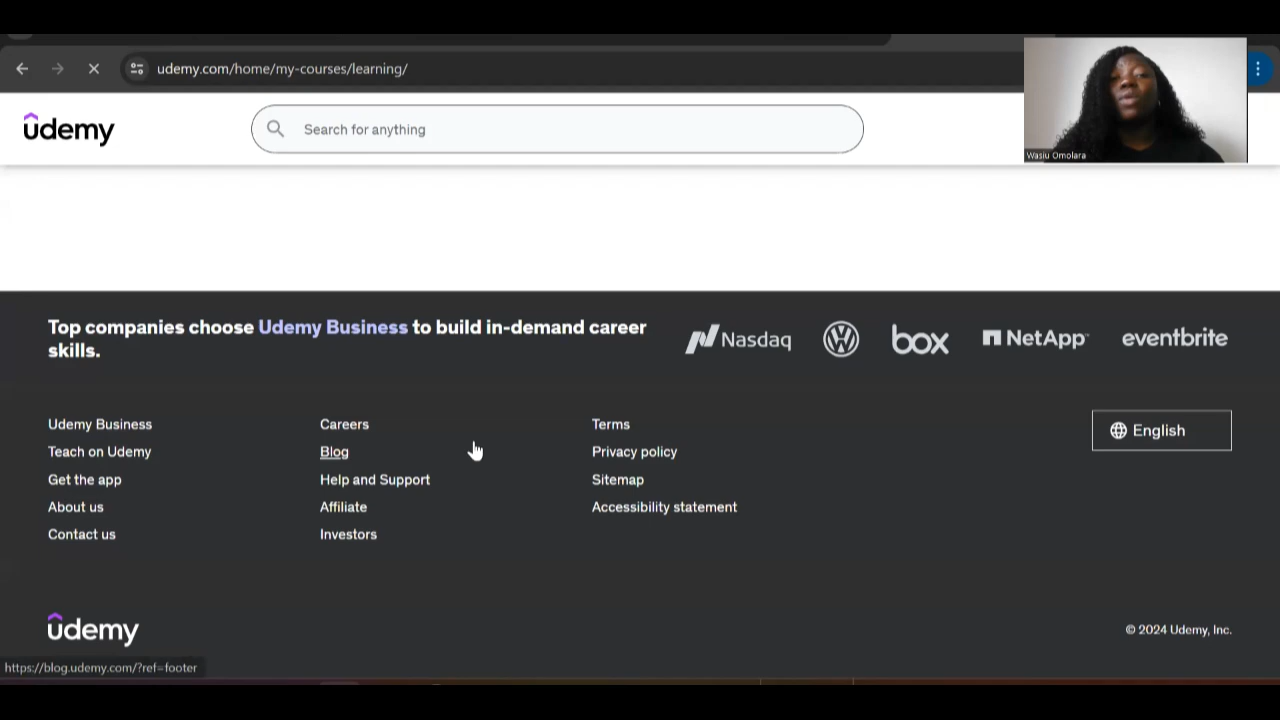 udemy.com/home/my-courses/learning/
ûdemy
Search for anything
Wasiu Omolara
Top companies choose Udemy Business to build in-demand career
skills.
Nasdaq
box
NetApp
eventbrite
Udemy Business
Careers
Terms
English
Teach on Udemy
Blog
Privacy policy
Get the app
Help and Support
Sitemap
About us
Affiliate
Accessibility statement
Contact us
Investors
ûdemy
© 2024 Udemy, Inc.
https://blog.udemy.com/?ref=footer